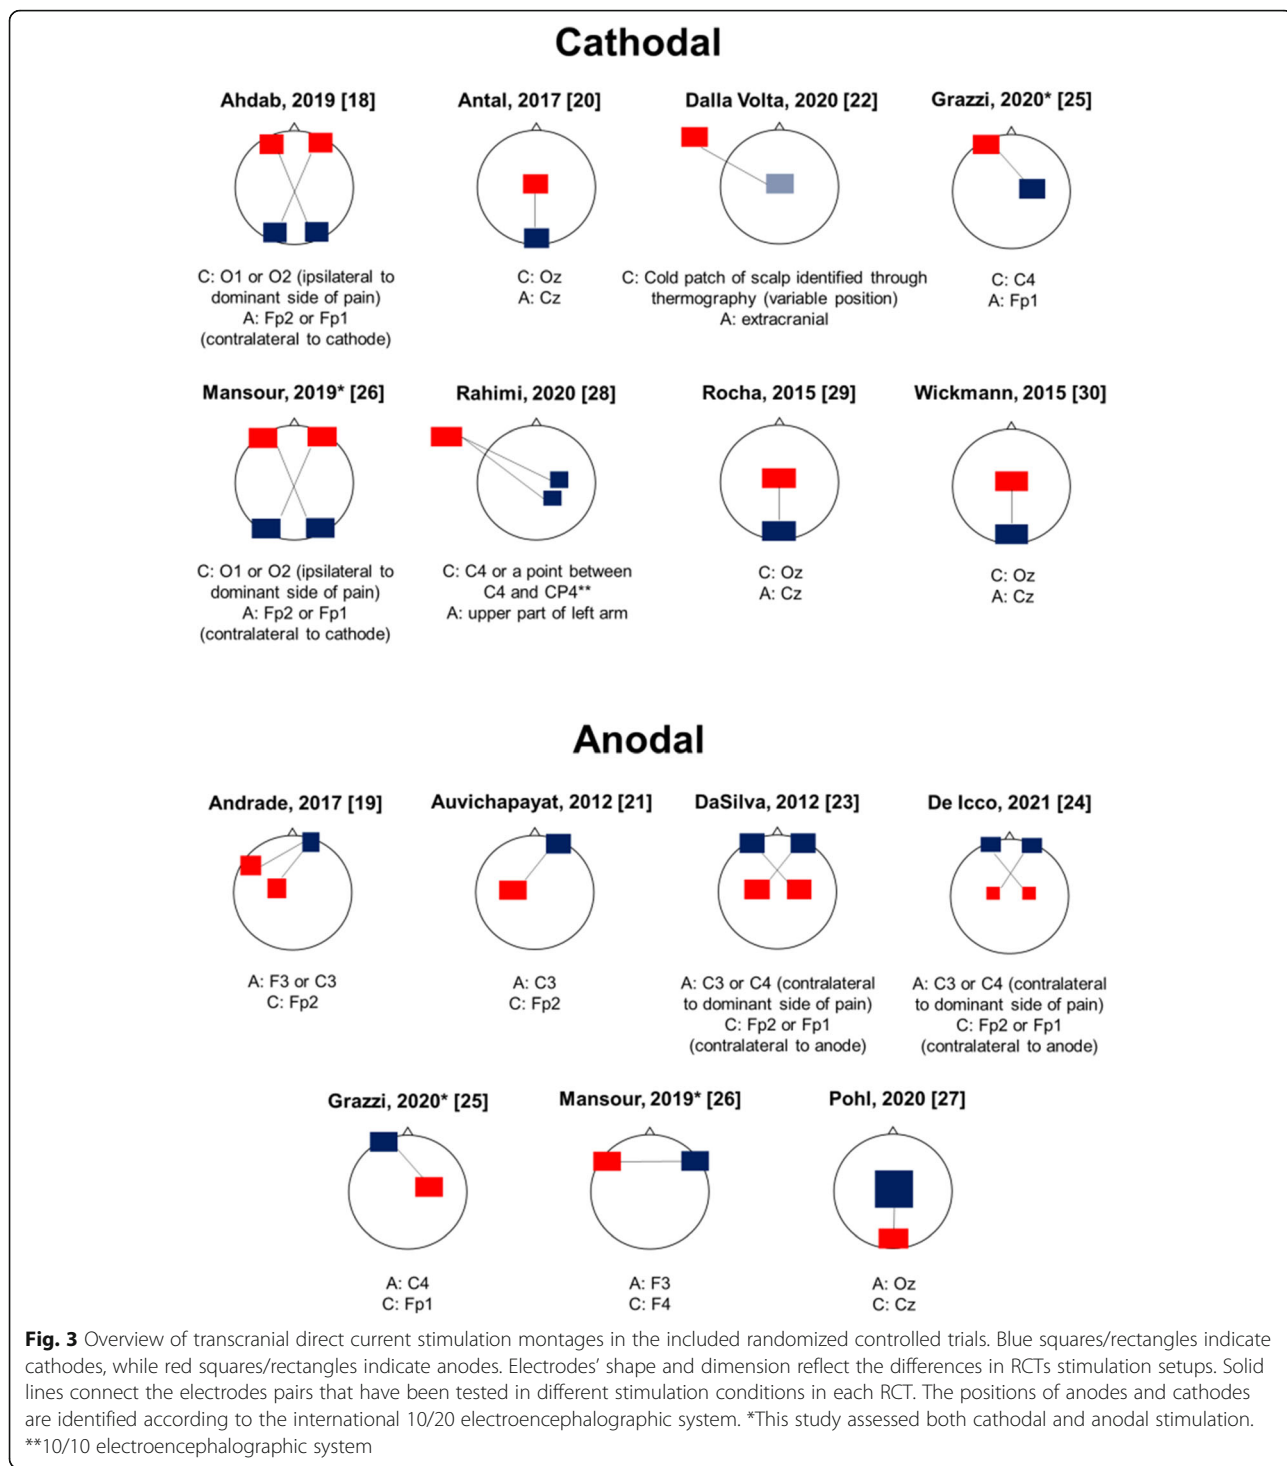 Cathodal
Ahdab, 2019 [18]
C: O1 or O2 (ipsilateral to
dominant side of pain)
A: Fp2 or Fp1
(contralateral to cathode)
Antal, 2017 [20]
C: Oz
A: Cz
Dalla Volta, 2020 [22]
C: Cold patch of scalp identified through
thermography (variable position)
A: extracranial
Grazzi, 2020* [25]
C: C4
A: Fp1
Mansour, 2019* [26]
C: O1 or O2 (ipsilateral to
dominant side of pain)
A: Fp2 or Fp1
(contralateral to cathode)
Rahimi, 2020 [28]
C: C4 or a point between
C4 and CP4**
A: upper part of left arm
Rocha, 2015 [29]
C: Oz
A: Cz
Wickmann, 2015 [30]
C: Oz
A: Cz
Anodal
Andrade, 2017 [19]
A: F3 or C3
C: Fp2
Auvichapayat, 2012 [21]
A: C3
C: Fp2
DaSilva, 2012 [23]
A: C3 or C4 (contralateral
to dominant side of pain)
C: Fp2 or Fp1
(contralateral to anode)
De Icco, 2021 [24]
A: C3 or C4 (contralateral
to dominant side of pain)
C: Fp2 or Fp1
(contralateral to anode)
Grazzi, 2020* [25]
A: C4
C: Fp1
Mansour, 2019* [26]
A: F3
C: F4
Pohl, 2020 [27]
A: Oz
C: Cz
Fig. 3 Overview of transcranial direct current stimulation montages in the included randomized controlled trials. Blue squares/rectangles indicate
cathodes, while red squares/rectangles indicate anodes. Electrodes’ shape and dimension reflect the differences in RCTs stimulation setups. Solid
lines connect the electrodes pairs that have been tested in different stimulation conditions in each RCT. The positions of anodes and cathodes
are identified according to the international 10/20 electroencephalographic system. *This study assessed both cathodal and anodal stimulation.
**10/10 electroencephalographic system